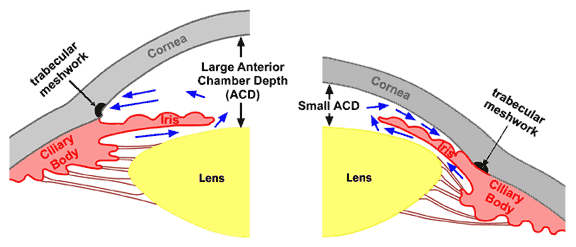 trabecular
meshwork
Cornea
Large Anterior
Chamber Depth
(ACD)
Iris
Ciliary
Body
Lens
Small ACD
Cornea
trabecular
meshwork
Iris
Lens
Ciliary
Body